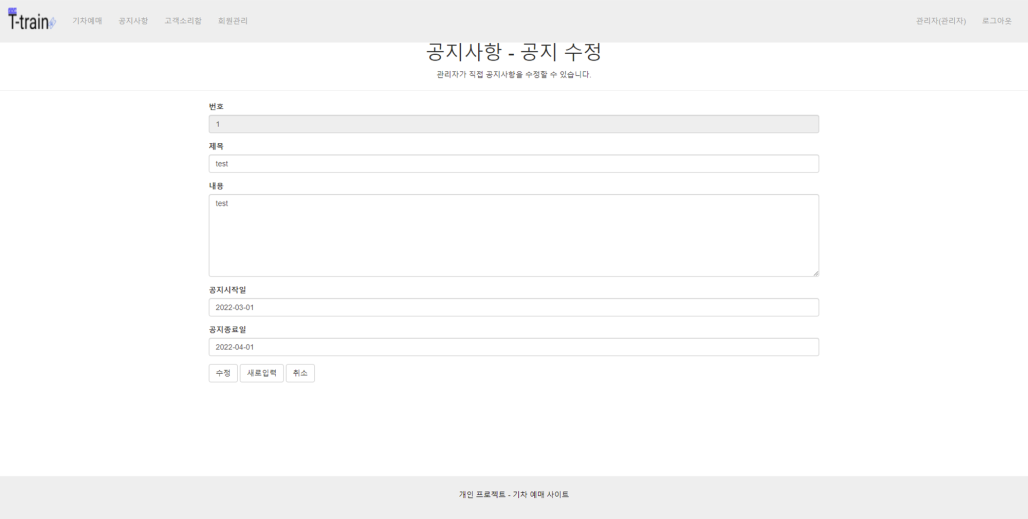 T-train
기차예매 공지사항 고객소리함 회원관리 관리자(관리자) 로그아웃
공지사항 - 공지 수정
관리자가 직접 공지사항을 수정할 수 있습니다.
번호
1
제목
test
내용
test
공지시작일
2022-03-01
공지종료일
2022-04-01
수정 새로입력 취소
개인 프로젝트 - 기차 예매 사이트